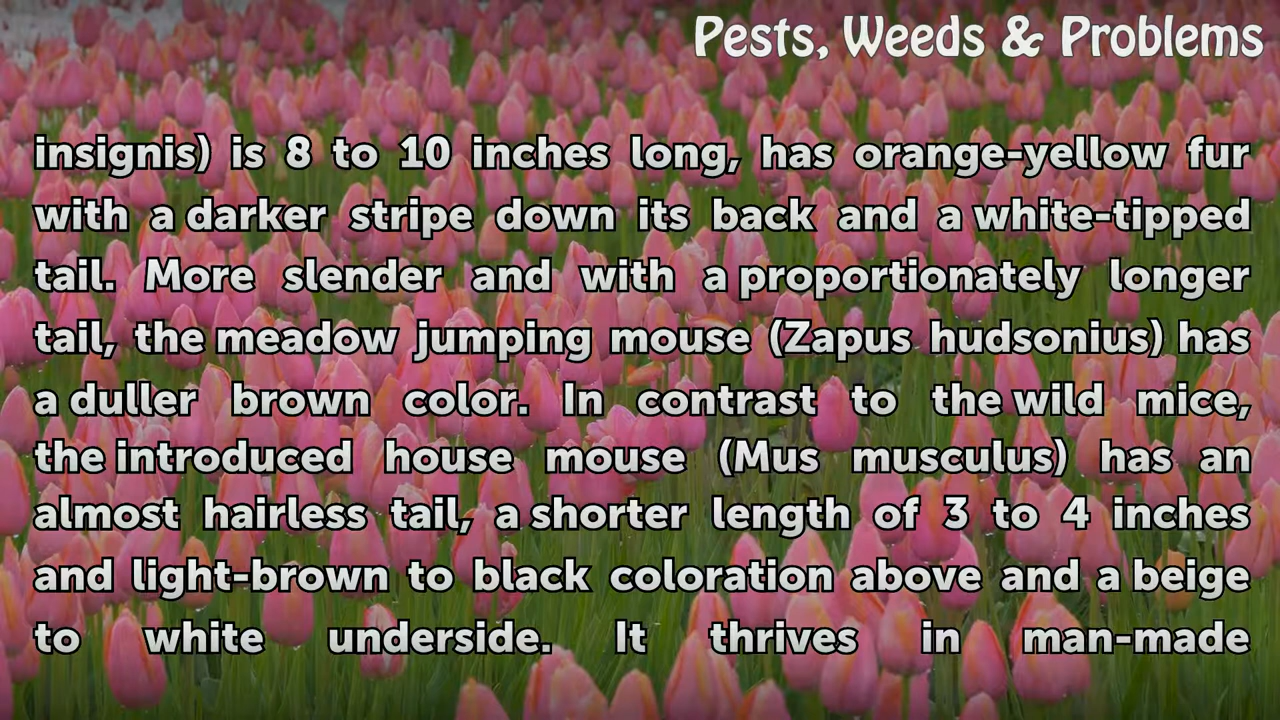 Pests, Weeds & Problems
insignis) is 8 to 10 inches long, has orange-yellow fur
with a darker stripe down its back and a white-tipped
tail. More slender and with a proportionately longer
tail, the meadow jumping mouse (Zapus hudsonius) has
a duller brown color. In contrast to the wild mice,
the introduced house mouse (Mus musculus) has an
almost hairless tail, a shorter length of 3 to 4 inches
and light-brown to black coloration above and a beige
to white underside. It thrives in man-made